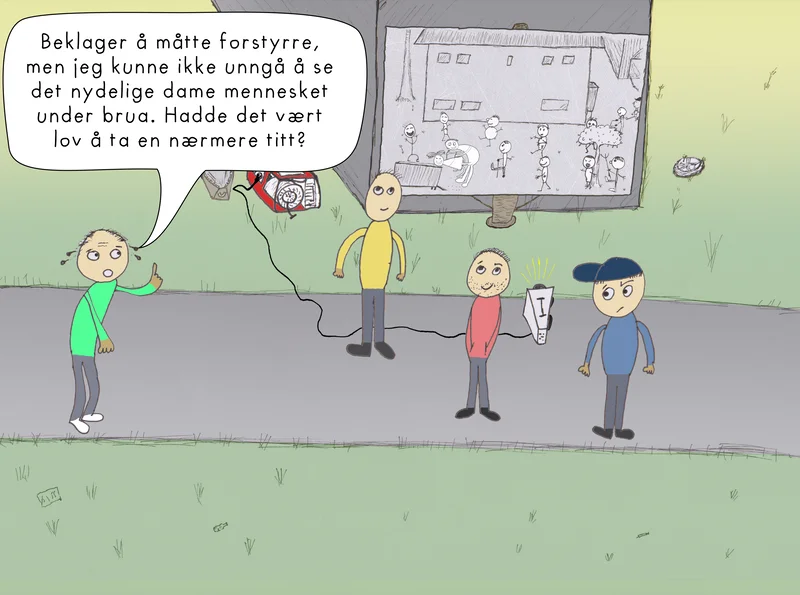 Beklager å måtte forstyrre,
men jeg kunne ikke unngå å se
det nydelige dame mennesket
under brua. Hadde det vært
lov å ta en nærmere titt?
I